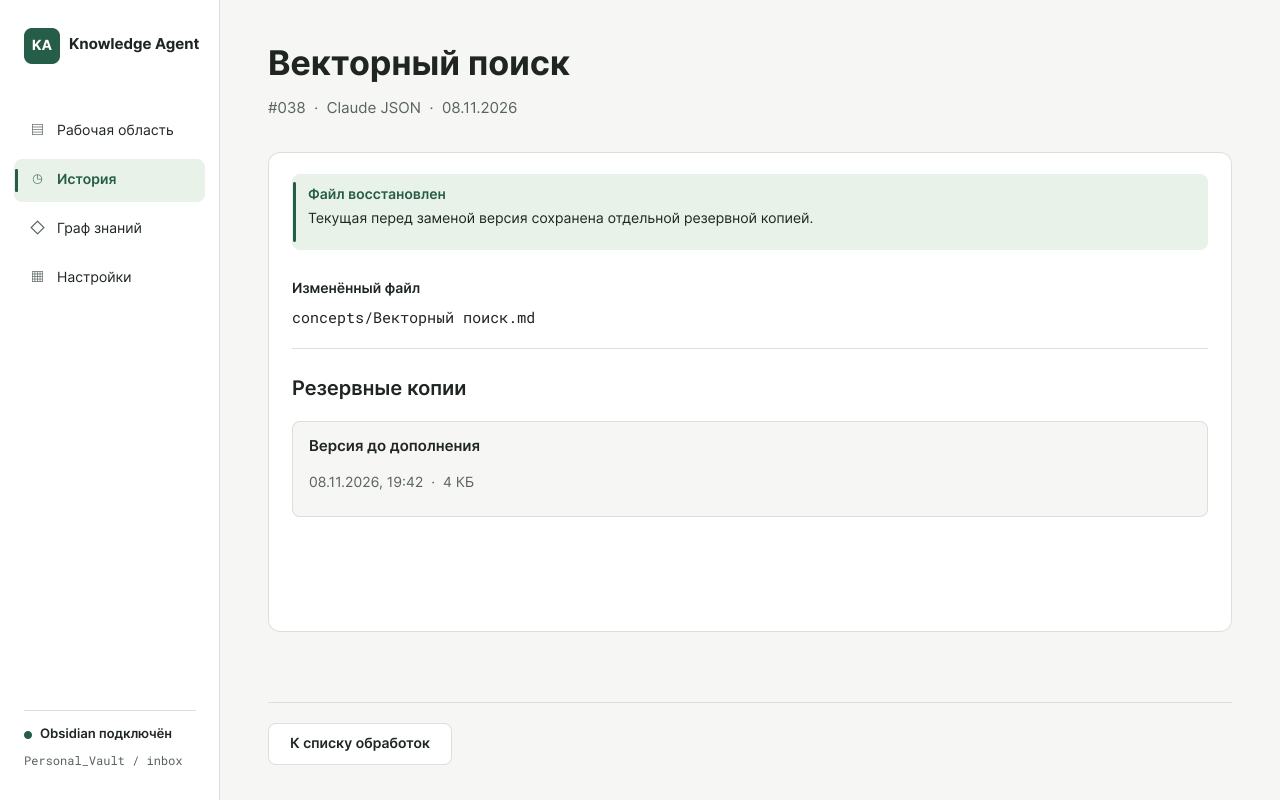 KA Knowledge Agent
Рабочая область
История
Граф знаний
Настройки
Obsidian подключён
Personal_Vault / inbox
Векторный поиск
#038 · Claude JSON · 08.11.2026
Файл восстановлен
Текущая перед заменой версия сохранена отдельной резервной копией.
Изменённый файл
concepts/Векторный поиск.md
Резервные копии
Версия до дополнения
08.11.2026, 19:42 · 4 КБ
К списку обработок